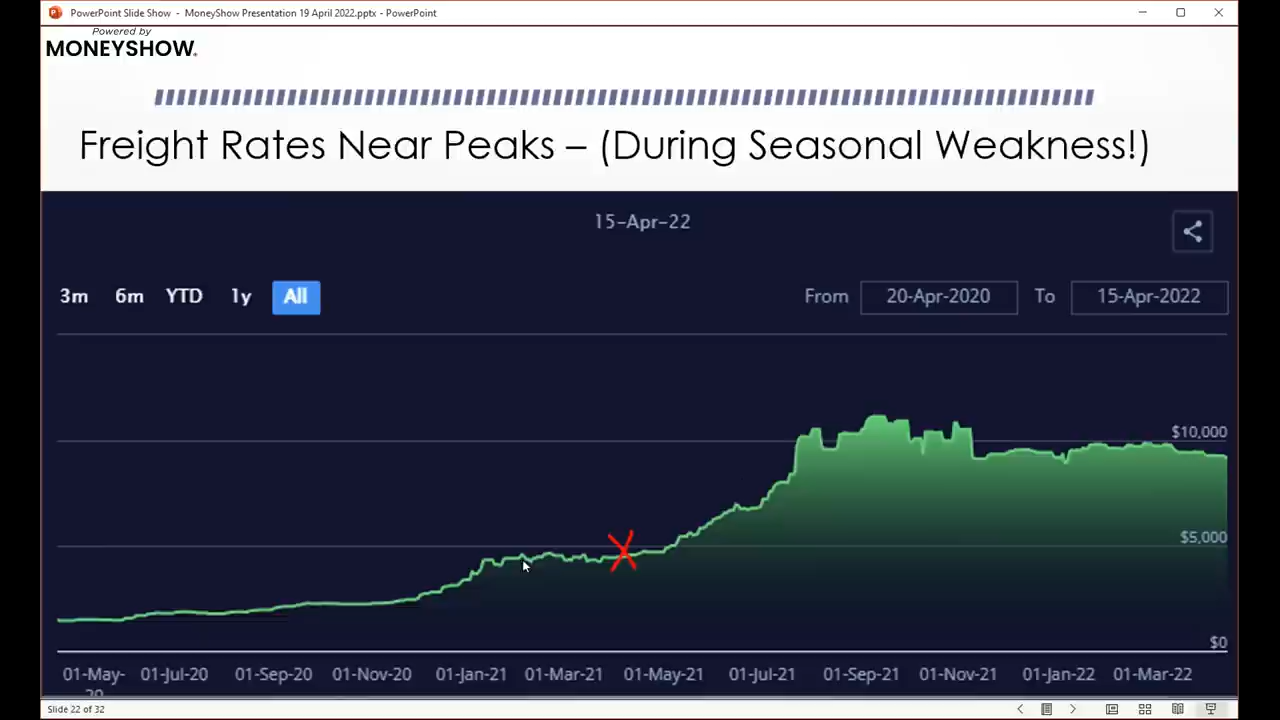 PowerPoint Slide Show - MoneyShow Presentation 19 April 2022.pptx - PowerPoint
Powered by
MONEYSHOW.
Freight Rates Near Peaks – (During Seasonal Weakness!)
15-Apr-22
3m 6m YTD 1y All From 20-Apr-2020 To 15-Apr-2022
$10,000
$5,000
$0
01-May-20 01-Jul-20 01-Sep-20 01-Nov-20 01-Jan-21 01-Mar-21 01-May-21 01-Jul-21 01-Sep-21 01-Nov-21 01-Jan-22 01-Mar-22
Slide 22 of 32